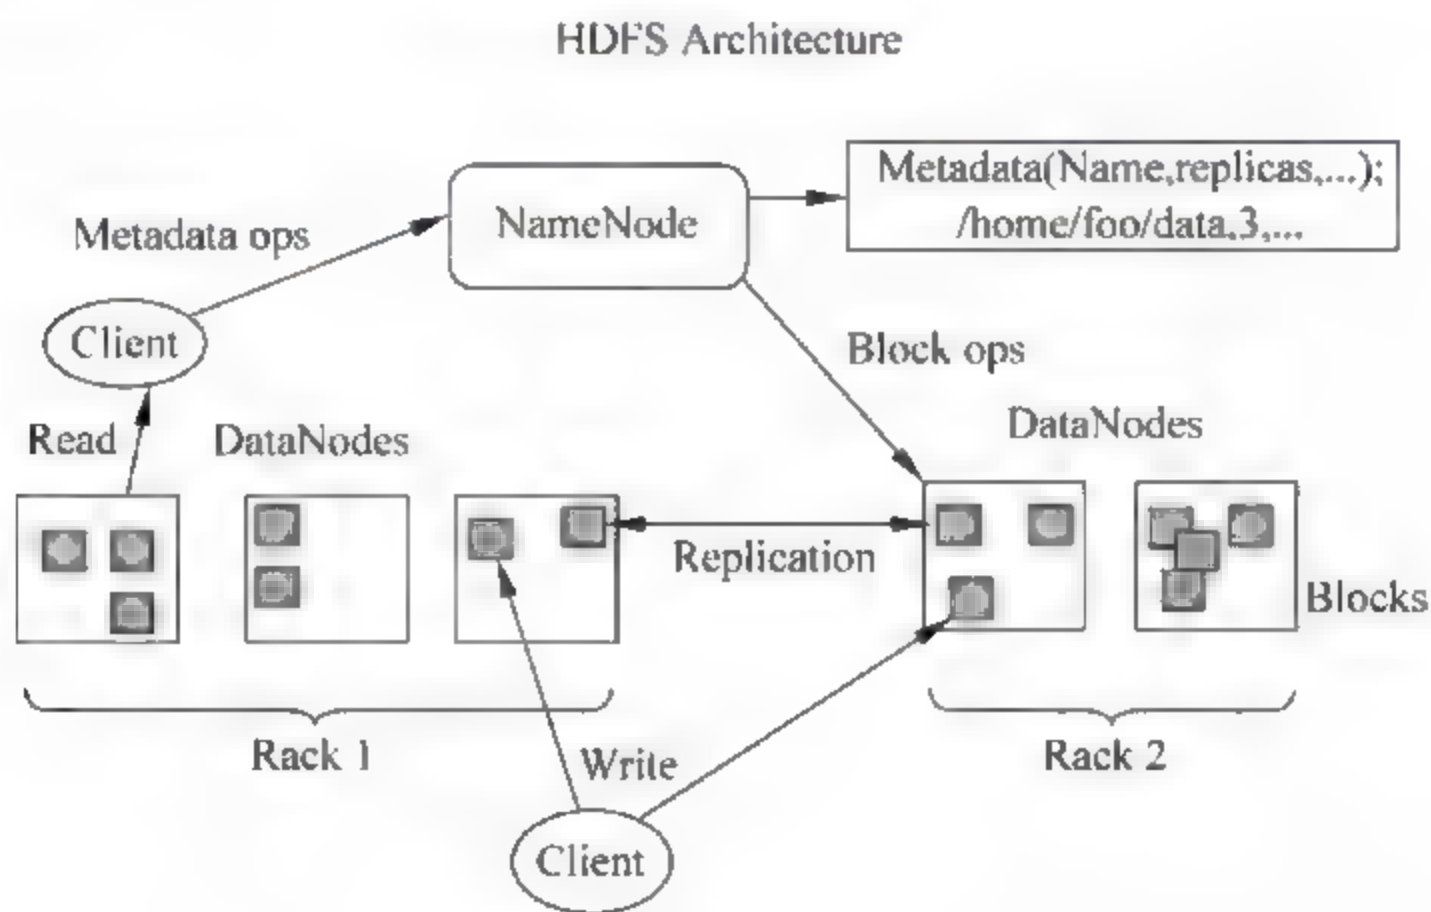 HDFS Architecture
Metadata(Name,replicas,...);
/home/foo/data,3,...
NameNode
Metadata ops
Client
Block ops
Read
DataNodes
DataNodes
Replication
Blocks
Rack 1
Write
Rack 2
Client